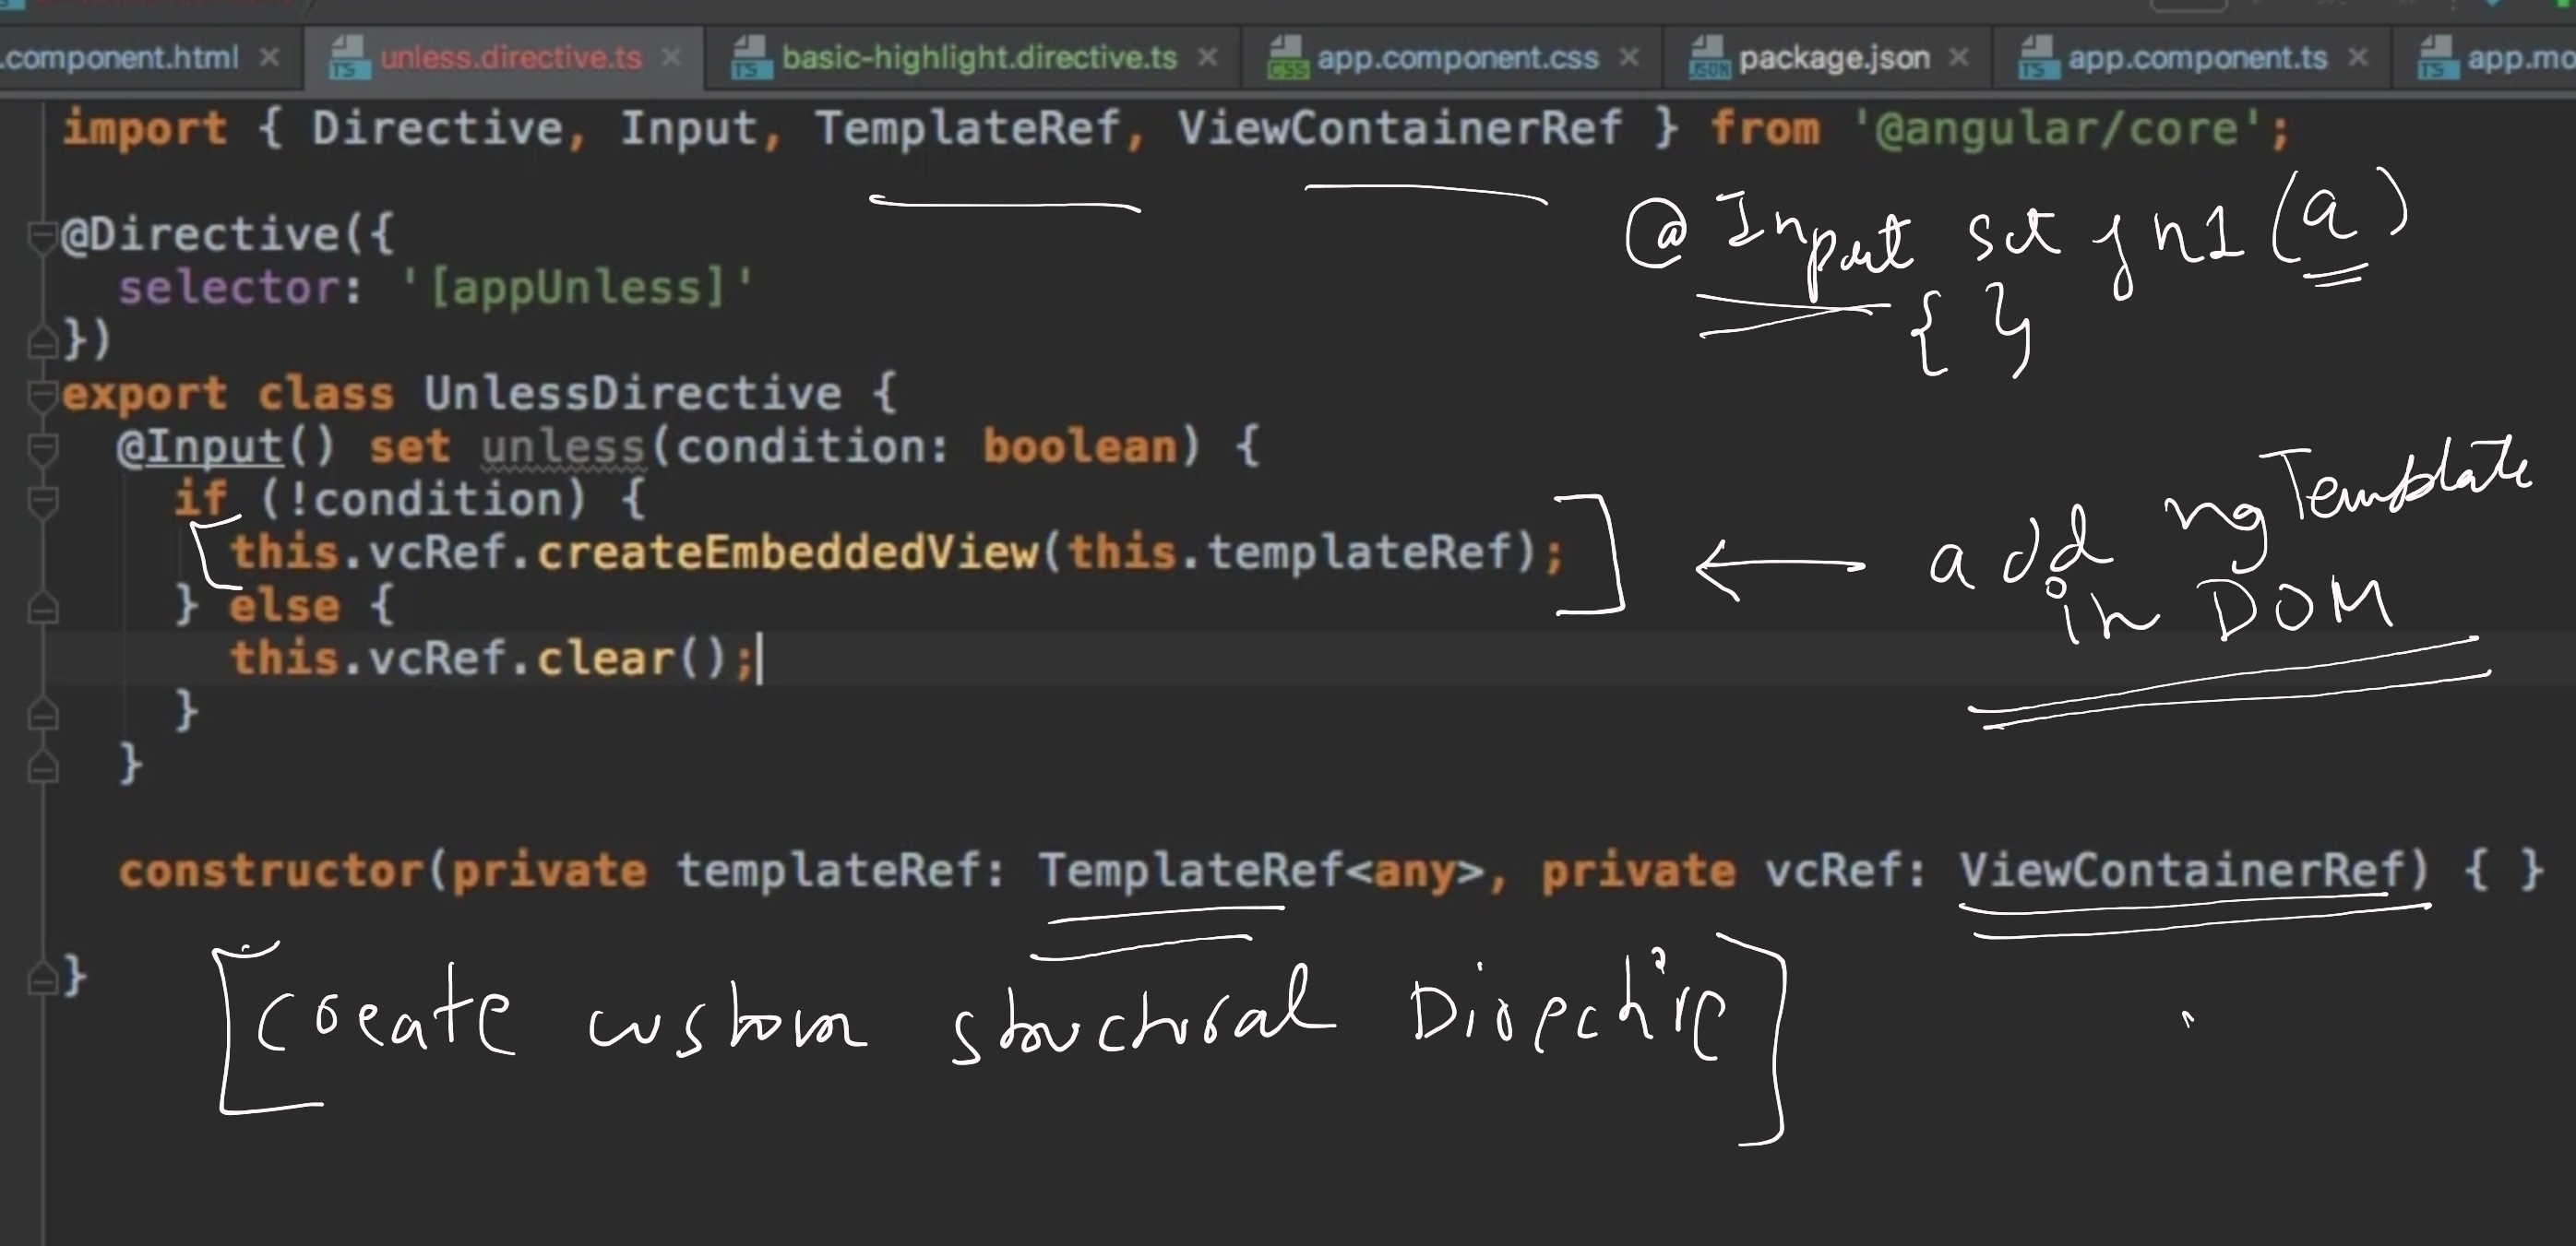 .component.html × unless.directive.ts × basic-highlight.directive.ts × app.component.css × package.json × app.component.ts × app.mo
import { Directive, Input, TemplateRef, ViewContainerRef } from '@angular/core';
@Input set fn1 (a)
{ }
@Directive({
selector: '[appUnless]'
})
export class UnlessDirective {
@Input() set unless(condition: boolean) {
if (!condition) {
this.vcRef.createEmbeddedView(this.templateRef);
add ngTemplate
in DOM
} else {
this.vcRef.clear();
}
}
constructor(private templateRef: TemplateRef<any>, private vcRef: ViewContainerRef) { }
}
[Create custom structural Directive]